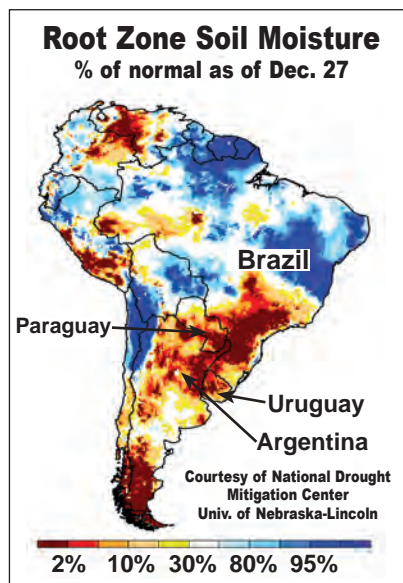 Root Zone Soil Moisture
% of normal as of Dec. 27
Brazil
Paraguay
Uruguay
Argentina
Courtesy of National Drought
Mitigation Center
Univ. of Nebraska-Lincoln
2% 10% 30% 80% 95%